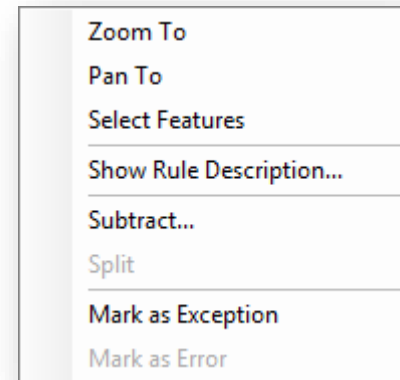 Zoom To
Pan To
Select Features
Show Rule Description...
Subtract...
Split
Mark as Exception
Mark as Error